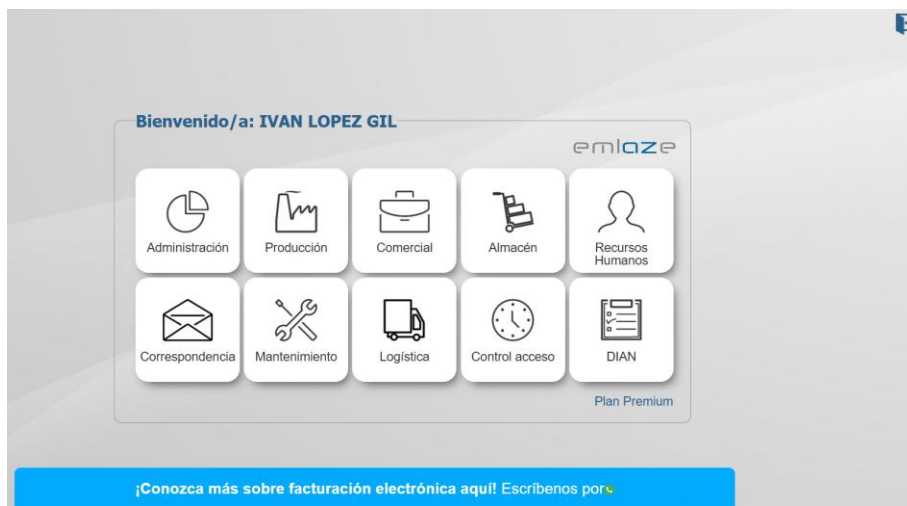 Bienvenido/a: IVAN LOPEZ GIL
emlaze
Administración
Producción
Comercial
Almacén
Recursos
Humanos
Correspondencia
Mantenimiento
Logística
Control acceso
DIAN
Plan Premium
¡Conozca más sobre facturación electrónica aquí! Escríbenos por